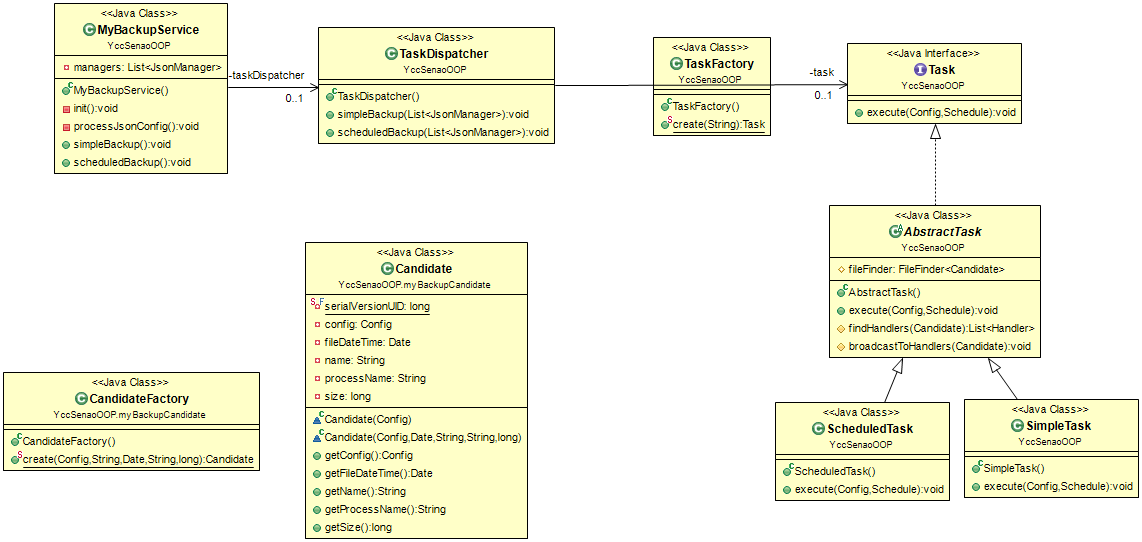 <<Java Class>>
MyBackupService
YccSenaoOOP
managers: List<JsonManager>
MyBackupService()
init():void
processJsonConfig():void
simpleBackup():void
scheduledBackup():void
-taskDispatcher
0..1
<<Java Class>>
TaskDispatcher
YccSenaoOOP
TaskDispatcher()
simpleBackup(List<JsonManager>):void
scheduledBackup(List<JsonManager>):void
<<Java Class>>
TaskFactory
YccSenaoOOP
TaskFactory()
create(String):Task
-task
0..1
<<Java Interface>>
Task
YccSenaoOOP
execute(Config,Schedule):void
<<Java Class>>
AbstractTask
YccSenaoOOP
fileFinder: FileFinder<Candidate>
AbstractTask()
execute(Config,Schedule):void
findHandlers(Candidate):List<Handler>
broadcastToHandlers(Candidate):void
<<Java Class>>
Candidate
YccSenaoOOP.myBackupCandidate
serialVersionUID: long
config: Config
fileDateTime: Date
name: String
processName: String
size: long
Candidate(Config)
Candidate(Config,Date,String,String,long)
getConfig():Config
getFileDateTime():Date
getName():String
getProcessName():String
getSize():long
<<Java Class>>
CandidateFactory
YccSenaoOOP.myBackupCandidate
CandidateFactory()
create(Config,String,Date,String,long):Candidate
<<Java Class>>
ScheduledTask
YccSenaoOOP
ScheduledTask()
execute(Config,Schedule):void
<<Java Class>>
SimpleTask
YccSenaoOOP
SimpleTask()
execute(Config,Schedule):void